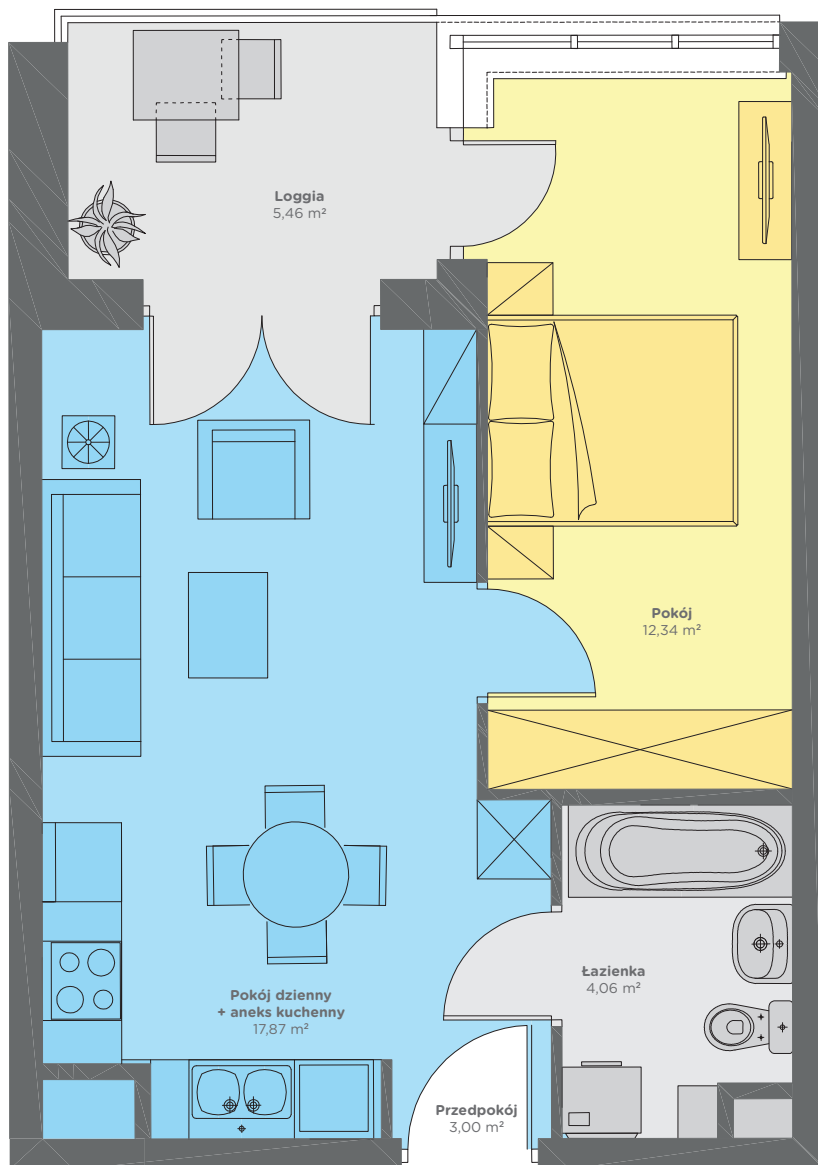 Loggia
5,46 m²
Pokój
12,34 m²
Łazienka
4,06 m²
Pokój dzienny
+ aneks kuchenny
17,87 m²
Przedpokój
3,00 m²